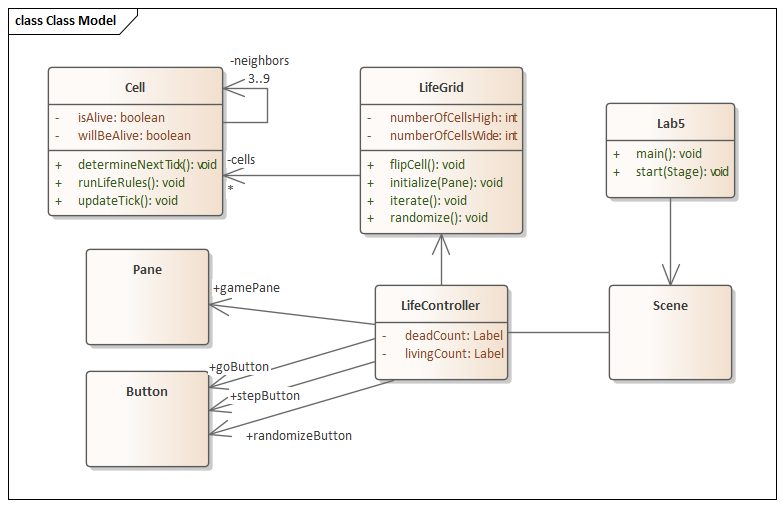 class Class Model
-neighbors
3..9
Cell
- isAlive: boolean
- willBeAlive: boolean
+ determineNextTick(): void
+ runLifeRules(): void
+ updateTick(): void
-cells
*
LifeGrid
- numberOfCellsHigh: int
- numberOfCellsWide: int
+ flipCell(): void
+ initialize(Pane): void
+ iterate(): void
+ randomize(): void
Lab5
+ main(): void
+ start(Stage): void
Pane
+gamePane
LifeController
- deadCount: Label
- livingCount: Label
Scene
Button
+goButton
+stepButton
+randomizeButton